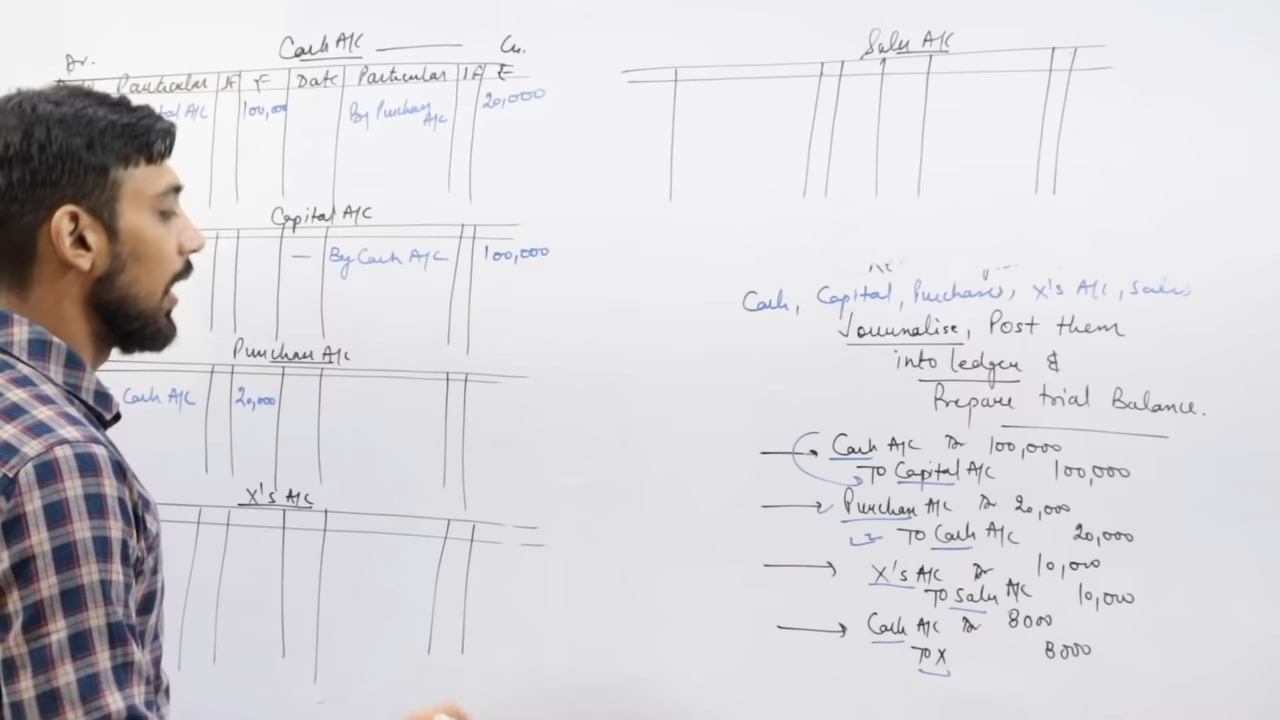 Dr. Cash A/C Cr.
Particular JF ₹ Date Particular JF ₹
A/C 100,000 By Purchase A/C 20,000
Capital A/C
— By Cash A/C 100,000
Purchase A/C
Cash A/C 20,000
X's A/C
Sales A/C
Cash, Capital, Purchases, X's A/C, Sales
Journalise, Post them
into ledger &
Prepare trial Balance.
Cash A/C Dr 100,000
To Capital A/C 100,000
Purchase A/C Dr 20,000
To Cash A/C 20,000
X's A/C Dr 10,000
To Sales A/C 10,000
Cash A/C Dr 8000
To X 8000